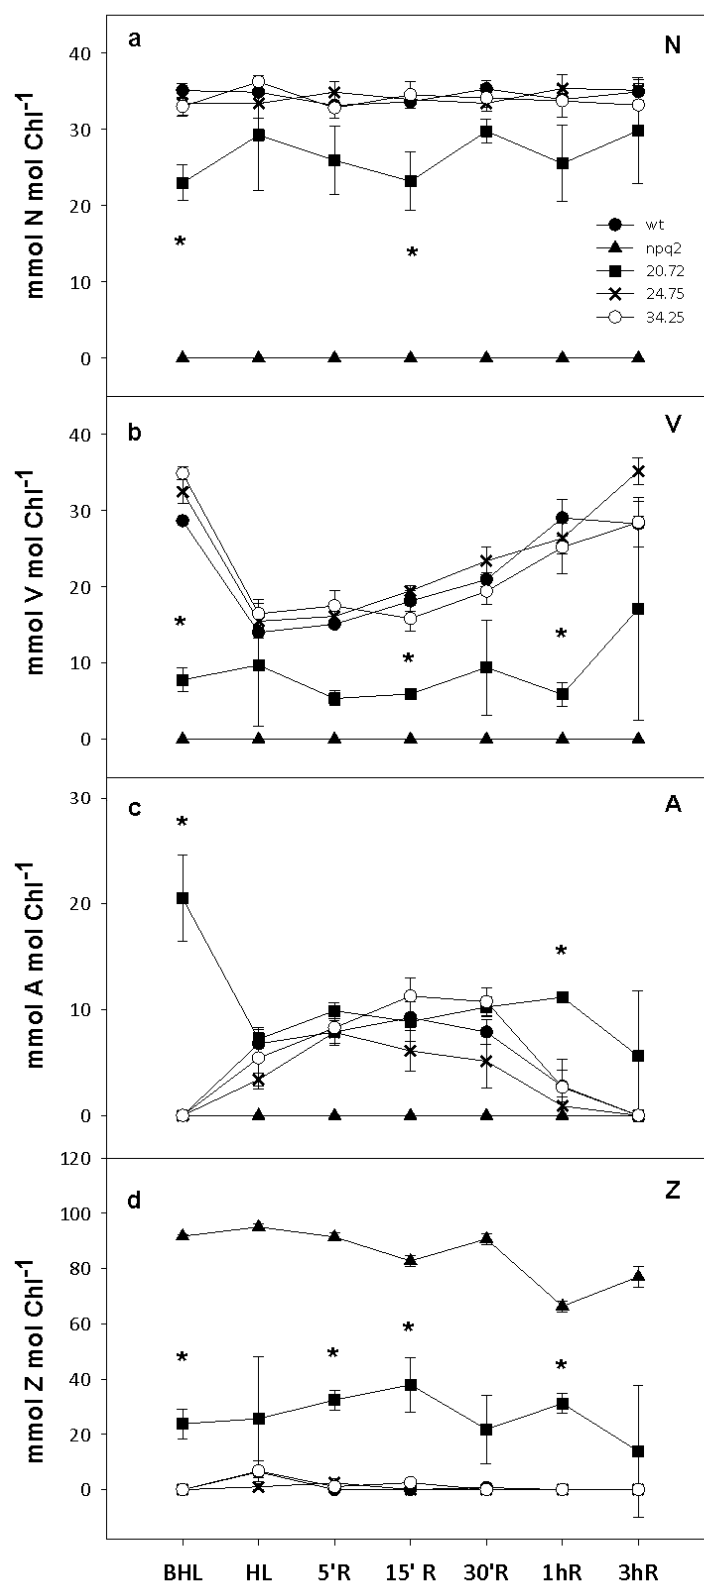 a
N
40
30
20
10
0
mmol N mol Chl-1
wt
npq2
20.72
24.75
34.25
*
*
b
V
40
30
20
10
0
mmol V mol Chl-1
*
*
*
c
A
30
20
10
0
mmol A mol Chl-1
*
*
d
Z
120
100
80
60
40
20
0
mmol Z mol Chl-1
*
*
*
*
BHL HL 5'R 15' R 30'R 1hR 3hR